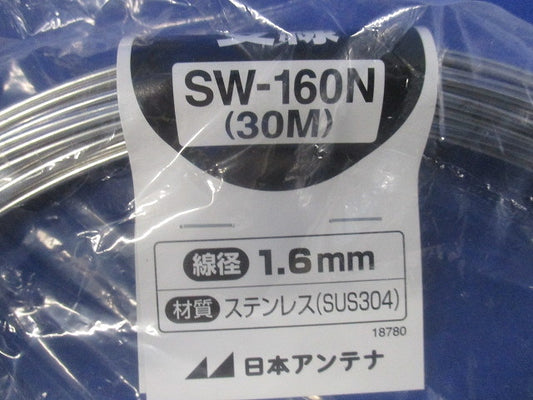 SW-160N
(30M)
線径 1.6mm
材質 ステンレス(SUS304)
18780
日本アンテナ